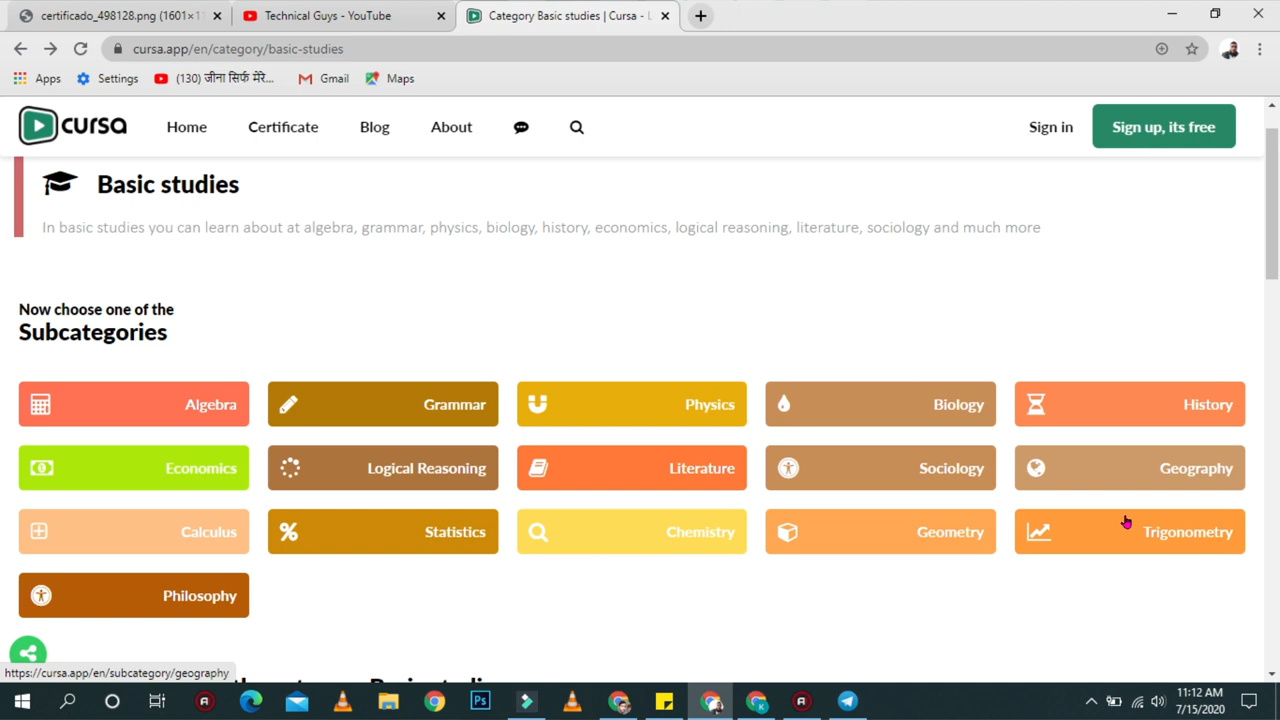 certificado_498128.png (1601×11
Technical Guys - YouTube
Category Basic studies | Cursa - L
cursa.app/en/category/basic-studies
Apps
Settings
(130) जीना सिर्फ मेरे...
Gmail
Maps
cursa
Home
Certificate
Blog
About
Sign in
Sign up, its free
Basic studies
In basic studies you can learn about at algebra, grammar, physics, biology, history, economics, logical reasoning, literature, sociology and much more
Now choose one of the
Subcategories
Algebra
Grammar
Physics
Biology
History
Economics
Logical Reasoning
Literature
Sociology
Geography
Calculus
Statistics
Chemistry
Geometry
Trigonometry
Philosophy
https://cursa.app/en/subcategory/geography
11:12 AM
7/15/2020